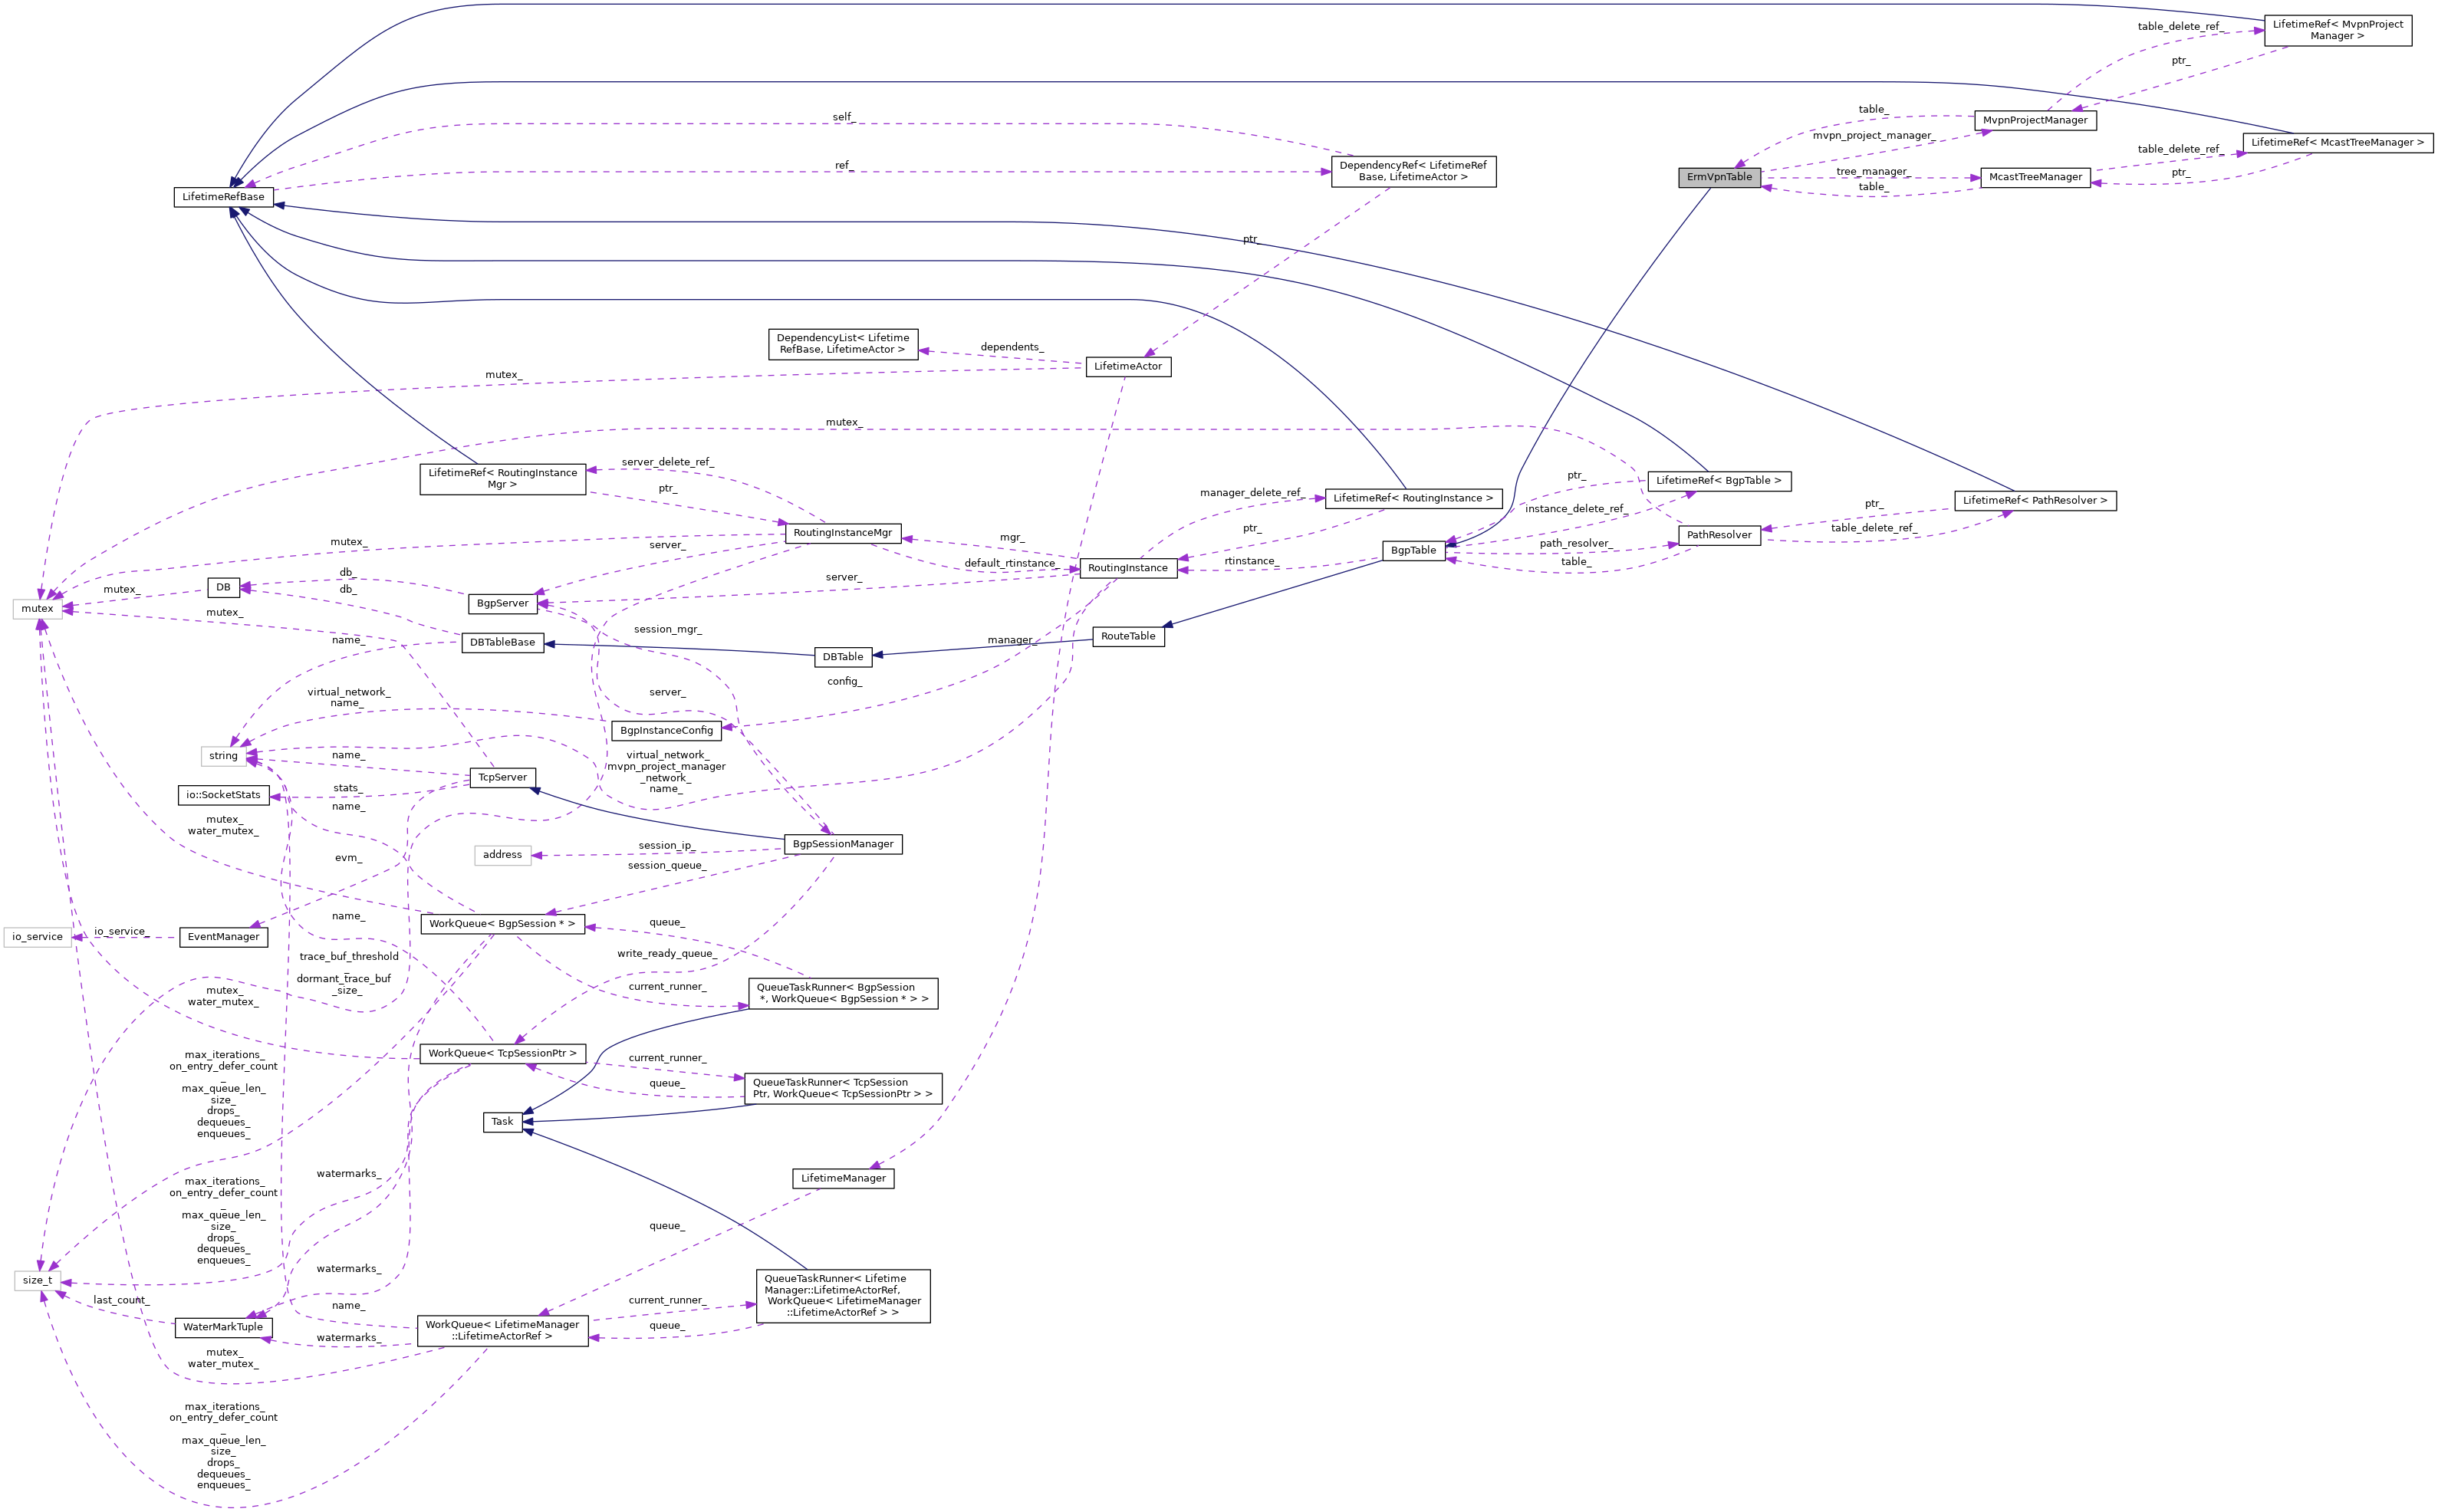 LifetimeRef< MvpnProject
Manager >
table_delete_ref_
ptr_
MvpnProjectManager
table_
mvpn_project_manager_
LifetimeRef< McastTreeManager >
table_delete_ref_
ptr_
ErmVpnTable
tree_manager_
table_
McastTreeManager
self_
ref_
DependencyRef< LifetimeRef
Base, LifetimeActor >
LifetimeRefBase
ptr_
DependencyList< Lifetime
RefBase, LifetimeActor >
dependents_
LifetimeActor
mutex_
mutex_
LifetimeRef< RoutingInstance
Mgr >
server_delete_ref_
ptr_
manager_delete_ref_
LifetimeRef< RoutingInstance >
ptr_
ptr_
LifetimeRef< BgpTable >
instance_delete_ref_
LifetimeRef< PathResolver >
ptr_
table_delete_ref_
RoutingInstanceMgr
mutex_
server_
mgr_
default_rtinstance_
RoutingInstance
rtinstance_
BgpTable
path_resolver_
table_
PathResolver
server_
db_
db_
DB
mutex_
mutex
mutex_
BgpServer
session_mgr_
name_
DBTableBase
DBTable
manager_
RouteTable
config_
server_
virtual_network_
name_
BgpInstanceConfig
string
name_
TcpServer
virtual_network_
mvpn_project_manager
_network_
name_
io::SocketStats
stats_
name_
mutex_
water_mutex_
BgpSessionManager
address
session_ip_
session_queue_
evm_
name_
WorkQueue< BgpSession * >
queue_
io_service
io_service_
EventManager
write_ready_queue_
trace_buf_threshold
_
dormant_trace_buf
_size_
current_runner_
QueueTaskRunner< BgpSession
*, WorkQueue< BgpSession * > >
mutex_
water_mutex_
WorkQueue< TcpSessionPtr >
current_runner_
queue_
QueueTaskRunner< TcpSession
Ptr, WorkQueue< TcpSessionPtr > >
max_iterations_
on_entry_defer_count
_
max_queue_len_
size_
drops_
dequeues_
enqueues_
Task
watermarks_
LifetimeManager
max_iterations_
on_entry_defer_count
_
max_queue_len_
size_
drops_
dequeues_
enqueues_
queue_
size_t
watermarks_
last_count_
WaterMarkTuple
name_
current_runner_
QueueTaskRunner< Lifetime
Manager::LifetimeActorRef,
WorkQueue< LifetimeManager
::LifetimeActorRef > >
WorkQueue< LifetimeManager
::LifetimeActorRef >
queue_
watermarks_
mutex_
water_mutex_
max_iterations_
on_entry_defer_count
_
max_queue_len_
size_
drops_
dequeues_
enqueues_